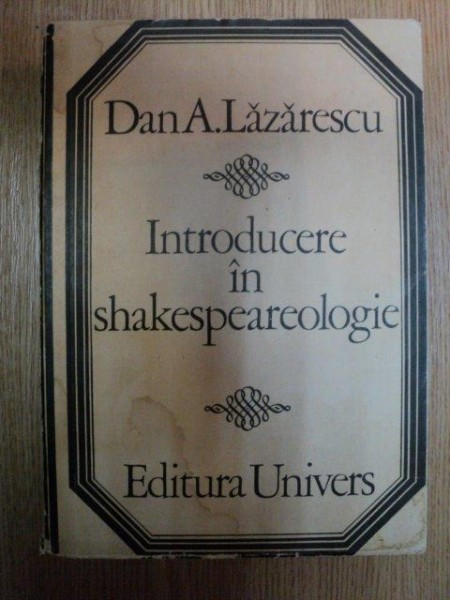 Dan A. Lăzărescu
Introducere
în
shakespeareologie
Editura Univers